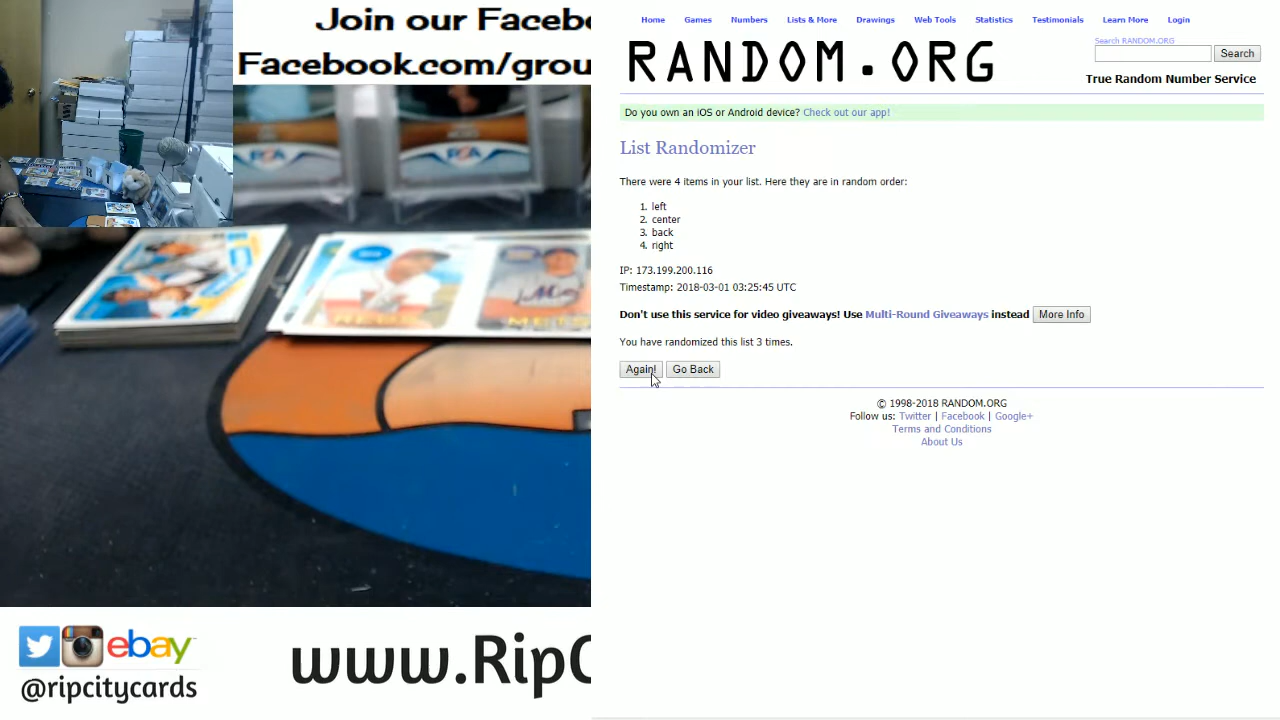 Join our Faceb
Facebook.com/grou
PSA
METS
@ripcitycards
ebay
www.Rip
Home Games Numbers Lists & More Drawings Web Tools Statistics Testimonials Learn More Login
RANDOM.ORG
Search RANDOM.ORG
Search
True Random Number Service
Do you own an iOS or Android device? Check out our app!
List Randomizer
There were 4 items in your list. Here they are in random order:
1. left
2. center
3. back
4. right
IP: 173.199.200.116
Timestamp: 2018-03-01 03:25:45 UTC
Don't use this service for video giveaways! Use Multi-Round Giveaways instead More Info
You have randomized this list 3 times.
Again! Go Back
© 1998-2018 RANDOM.ORG
Follow us: Twitter | Facebook | Google+
Terms and Conditions
About Us